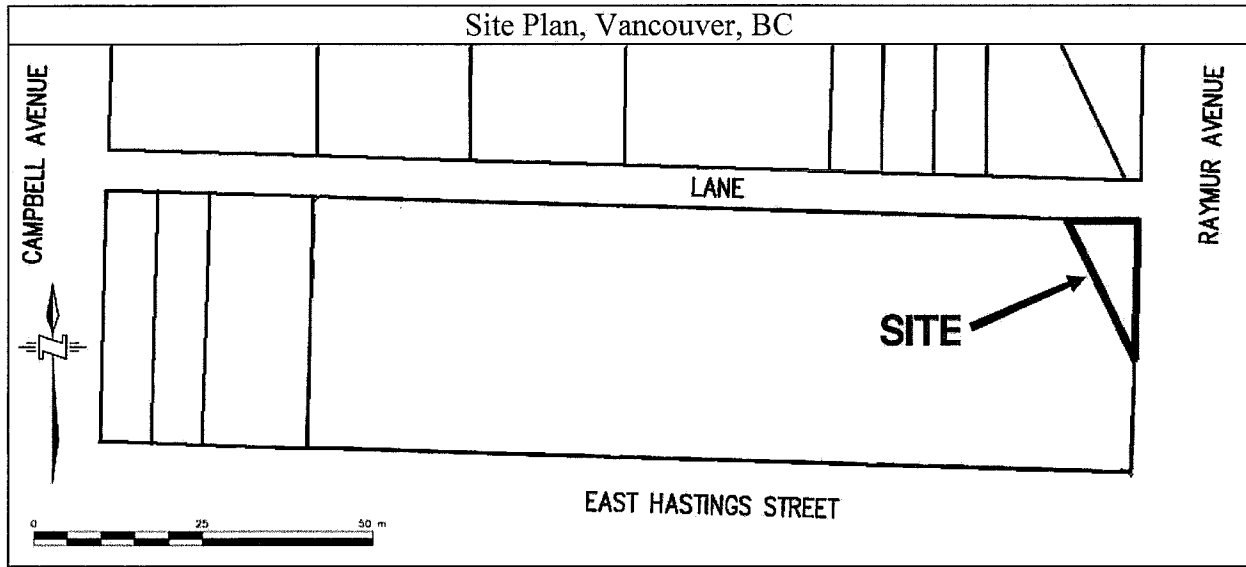 Site Plan, Vancouver, BC
CAMPBELL AVENUE
RAYMUR AVENUE
LANE
SITE
N
EAST HASTINGS STREET
0 25 50 m